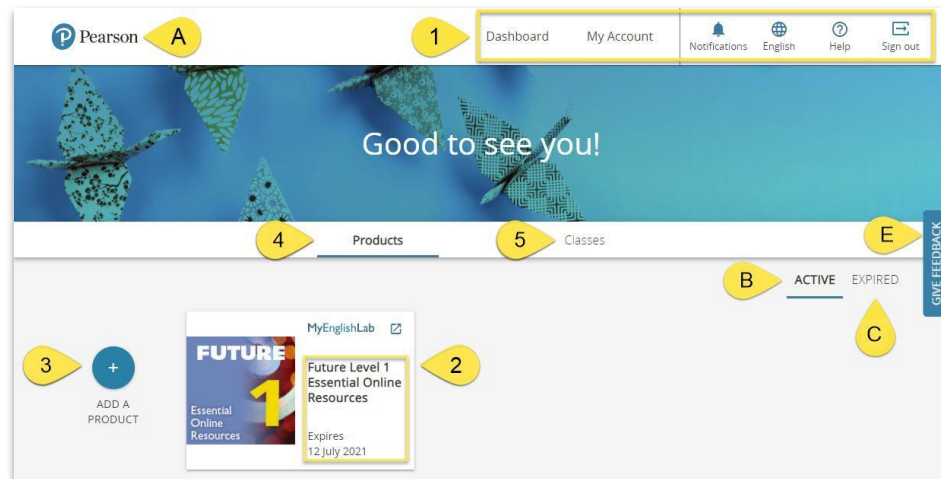 Pearson
A
1
Dashboard My Account
Notifications English Help Sign out
Good to see you!
4 Products 5 Classes
E
GIVE FEEDBACK
B ACTIVE EXPIRED
C
3
+
ADD A
PRODUCT
MyEnglishLab
FUTURE
1
Essential
Online
Resources
Future Level 1
Essential Online
Resources
Expires
12 July 2021
2